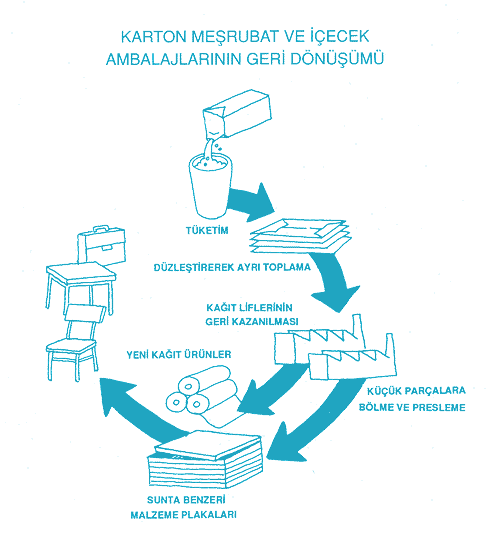 KARTON MEŞRUBAT VE İÇECEK
AMBALAJLARININ GERİ DÖNÜŞÜMÜ
TÜKETİM
DÜZLEŞTİREREK AYRI TOPLAMA
KAĞIT LİFLERİNİN
GERİ KAZANILMASI
YENİ KAĞIT ÜRÜNLER
KÜÇÜK PARÇALARA
BÖLME VE PRESLEME
SUNTA BENZERİ
MALZEME PLAKALARI